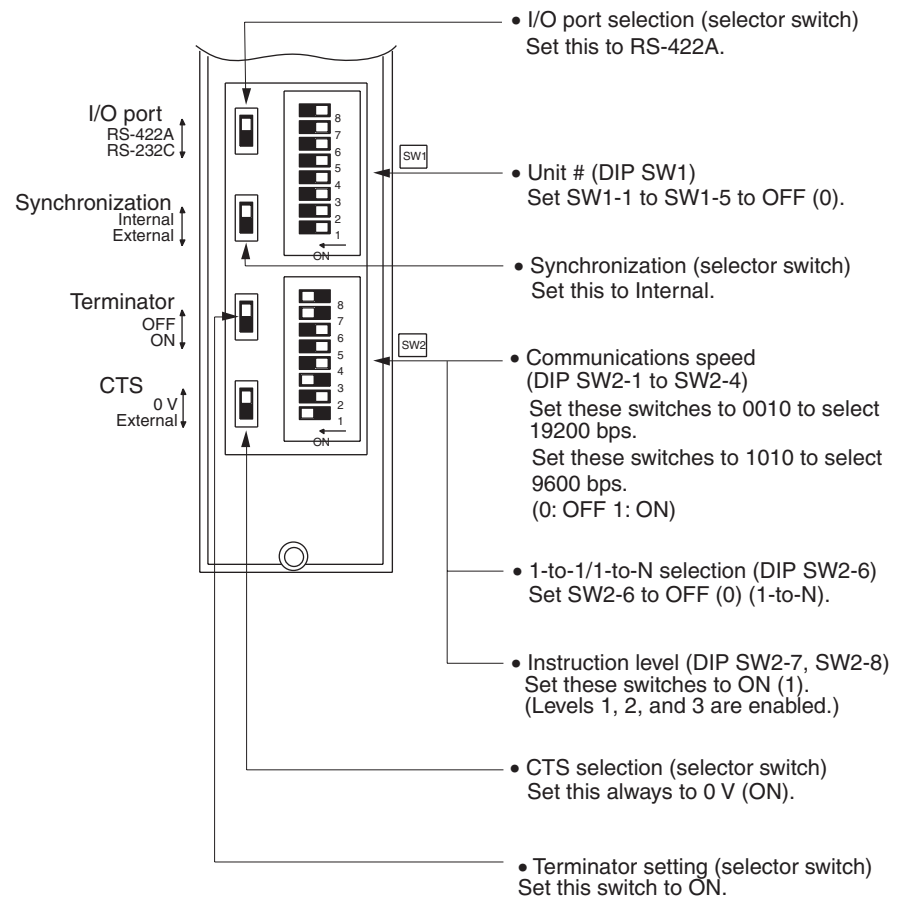 • I/O port selection (selector switch)
Set this to RS-422A.
I/O port
RS-422A
RS-232C
8
7
6
5
4
3
2
1
ON
SW1
• Unit # (DIP SW1)
Set SW1-1 to SW1-5 to OFF (0).
Synchronization
Internal
External
• Synchronization (selector switch)
Set this to Internal.
Terminator
OFF
ON
8
7
6
5
4
3
2
1
ON
SW2
• Communications speed
(DIP SW2-1 to SW2-4)
Set these switches to 0010 to select
19200 bps.
Set these switches to 1010 to select
9600 bps.
(0: OFF 1: ON)
CTS
0 V
External
• 1-to-1/1-to-N selection (DIP SW2-6)
Set SW2-6 to OFF (0) (1-to-N).
• Instruction level (DIP SW2-7, SW2-8)
Set these switches to ON (1).
(Levels 1, 2, and 3 are enabled.)
• CTS selection (selector switch)
Set this always to 0 V (ON).
• Terminator setting (selector switch)
Set this switch to ON.